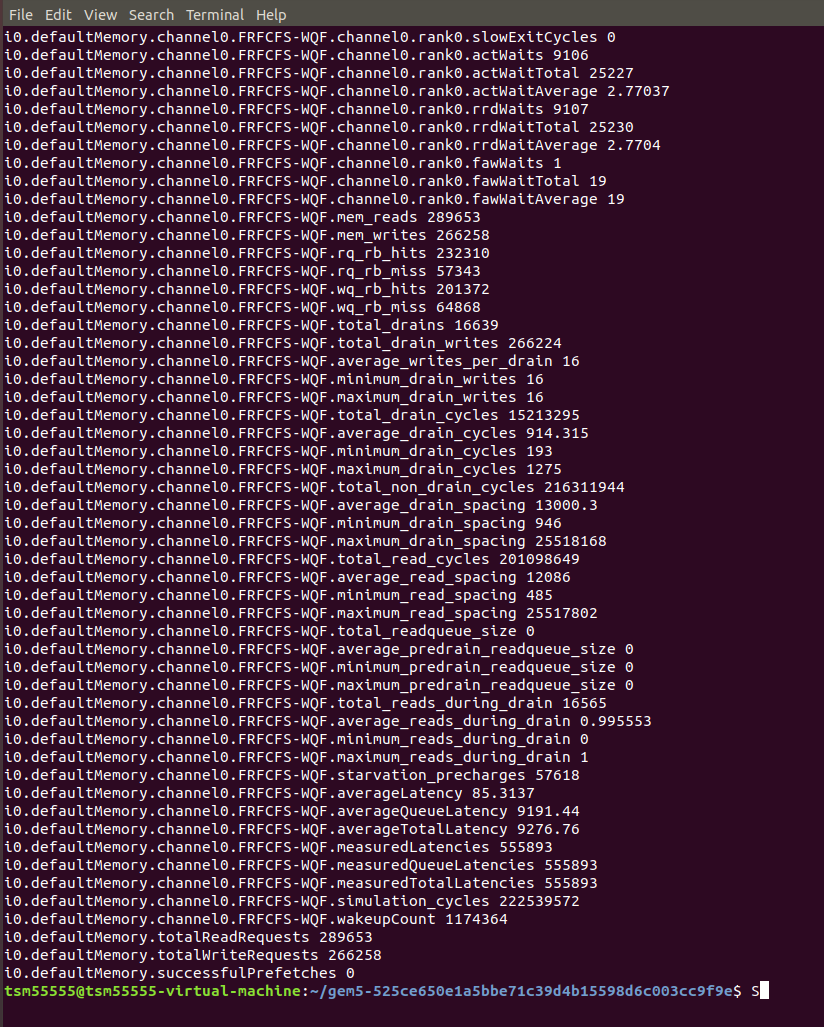 File Edit View Search Terminal Help
i0.defaultMemory.channel0.FRFCFS-WQF.channel0.rank0.slowExitCycles 0
i0.defaultMemory.channel0.FRFCFS-WQF.channel0.rank0.actWaits 9106
i0.defaultMemory.channel0.FRFCFS-WQF.channel0.rank0.actWaitTotal 25227
i0.defaultMemory.channel0.FRFCFS-WQF.channel0.rank0.actWaitAverage 2.77037
i0.defaultMemory.channel0.FRFCFS-WQF.channel0.rank0.rrdWaits 9107
i0.defaultMemory.channel0.FRFCFS-WQF.channel0.rank0.rrdWaitTotal 25230
i0.defaultMemory.channel0.FRFCFS-WQF.channel0.rank0.rrdWaitAverage 2.7704
i0.defaultMemory.channel0.FRFCFS-WQF.channel0.rank0.fawWaits 1
i0.defaultMemory.channel0.FRFCFS-WQF.channel0.rank0.fawWaitTotal 19
i0.defaultMemory.channel0.FRFCFS-WQF.channel0.rank0.fawWaitAverage 19
i0.defaultMemory.channel0.FRFCFS-WQF.mem_reads 289653
i0.defaultMemory.channel0.FRFCFS-WQF.mem_writes 266258
i0.defaultMemory.channel0.FRFCFS-WQF.rq_rb_hits 232310
i0.defaultMemory.channel0.FRFCFS-WQF.rq_rb_miss 57343
i0.defaultMemory.channel0.FRFCFS-WQF.wq_rb_hits 201372
i0.defaultMemory.channel0.FRFCFS-WQF.wq_rb_miss 64868
i0.defaultMemory.channel0.FRFCFS-WQF.total_drains 16639
i0.defaultMemory.channel0.FRFCFS-WQF.total_drain_writes 266224
i0.defaultMemory.channel0.FRFCFS-WQF.average_writes_per_drain 16
i0.defaultMemory.channel0.FRFCFS-WQF.minimum_drain_writes 16
i0.defaultMemory.channel0.FRFCFS-WQF.maximum_drain_writes 16
i0.defaultMemory.channel0.FRFCFS-WQF.total_drain_cycles 15213295
i0.defaultMemory.channel0.FRFCFS-WQF.average_drain_cycles 914.315
i0.defaultMemory.channel0.FRFCFS-WQF.minimum_drain_cycles 193
i0.defaultMemory.channel0.FRFCFS-WQF.maximum_drain_cycles 1275
i0.defaultMemory.channel0.FRFCFS-WQF.total_non_drain_cycles 216311944
i0.defaultMemory.channel0.FRFCFS-WQF.average_drain_spacing 13000.3
i0.defaultMemory.channel0.FRFCFS-WQF.minimum_drain_spacing 946
i0.defaultMemory.channel0.FRFCFS-WQF.maximum_drain_spacing 25518168
i0.defaultMemory.channel0.FRFCFS-WQF.total_read_cycles 201098649
i0.defaultMemory.channel0.FRFCFS-WQF.average_read_spacing 12086
i0.defaultMemory.channel0.FRFCFS-WQF.minimum_read_spacing 485
i0.defaultMemory.channel0.FRFCFS-WQF.maximum_read_spacing 25517802
i0.defaultMemory.channel0.FRFCFS-WQF.total_readqueue_size 0
i0.defaultMemory.channel0.FRFCFS-WQF.average_predrain_readqueue_size 0
i0.defaultMemory.channel0.FRFCFS-WQF.minimum_predrain_readqueue_size 0
i0.defaultMemory.channel0.FRFCFS-WQF.maximum_predrain_readqueue_size 0
i0.defaultMemory.channel0.FRFCFS-WQF.total_reads_during_drain 16565
i0.defaultMemory.channel0.FRFCFS-WQF.average_reads_during_drain 0.995553
i0.defaultMemory.channel0.FRFCFS-WQF.minimum_reads_during_drain 0
i0.defaultMemory.channel0.FRFCFS-WQF.maximum_reads_during_drain 1
i0.defaultMemory.channel0.FRFCFS-WQF.starvation_precharges 57618
i0.defaultMemory.channel0.FRFCFS-WQF.averageLatency 85.3137
i0.defaultMemory.channel0.FRFCFS-WQF.averageQueueLatency 9191.44
i0.defaultMemory.channel0.FRFCFS-WQF.averageTotalLatency 9276.76
i0.defaultMemory.channel0.FRFCFS-WQF.measuredLatencies 555893
i0.defaultMemory.channel0.FRFCFS-WQF.measuredQueueLatencies 555893
i0.defaultMemory.channel0.FRFCFS-WQF.measuredTotalLatencies 555893
i0.defaultMemory.channel0.FRFCFS-WQF.simulation_cycles 222539572
i0.defaultMemory.channel0.FRFCFS-WQF.wakeupCount 1174364
i0.defaultMemory.totalReadRequests 289653
i0.defaultMemory.totalWriteRequests 266258
i0.defaultMemory.successfulPrefetches 0
tsm55555@tsm55555-virtual-machine:~/gem5-525ce650e1a5bbe71c39d4b15598d6c003cc9f9e$ S